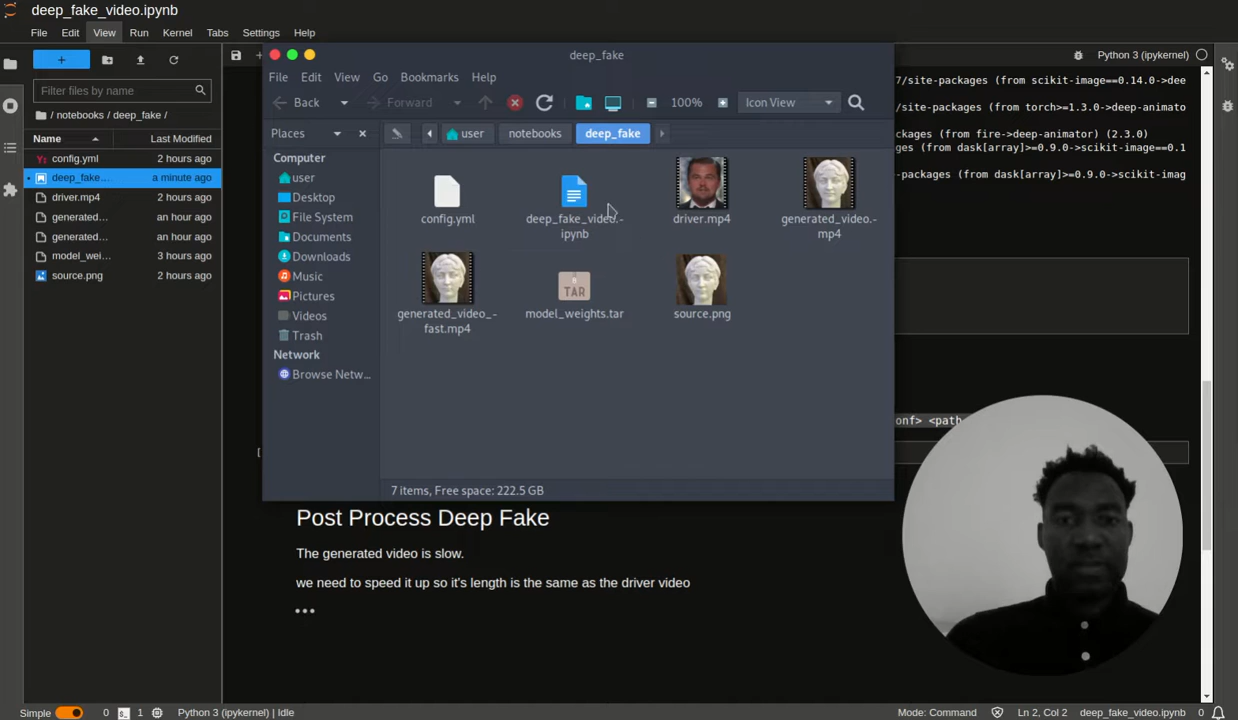 deep_fake_video.ipynb
File Edit View Run Kernel Tabs Settings Help
Python 3 (ipykernel)
Filter files by name
/ notebooks / deep_fake /
Name Last Modified
config.yml 2 hours ago
deep_fake... a minute ago
driver.mp4 2 hours ago
generated... an hour ago
generated... an hour ago
model_wei... 3 hours ago
source.png 2 hours ago
deep_fake
File Edit View Go Bookmarks Help
Back Forward 100% Icon View
Places user notebooks deep_fake
Computer
user
Desktop
File System
Documents
Downloads
Music
Pictures
Videos
Trash
Network
Browse Netw...
config.yml
deep_fake_video.-
ipynb
driver.mp4
generated_video.-
mp4
generated_video_-
fast.mp4
TAR
model_weights.tar
source.png
7 items, Free space: 222.5 GB
7/site-packages (from scikit-image==0.14.0->dee
/site-packages (from torch>=1.3.0->deep-animato
ackages (from fire->deep-animator) (2.3.0)
ackages (from dask[array]>=0.9.0->scikit-image==0.1
-packages (from dask[array]>=0.9.0->scikit-imag
onf> <path
[
Post Process Deep Fake
The generated video is slow.
we need to speed it up so it's length is the same as the driver video
Simple 0 1 Python 3 (ipykernel) | Idle Mode: Command Ln 2, Col 2 deep_fake_video.ipynb 0